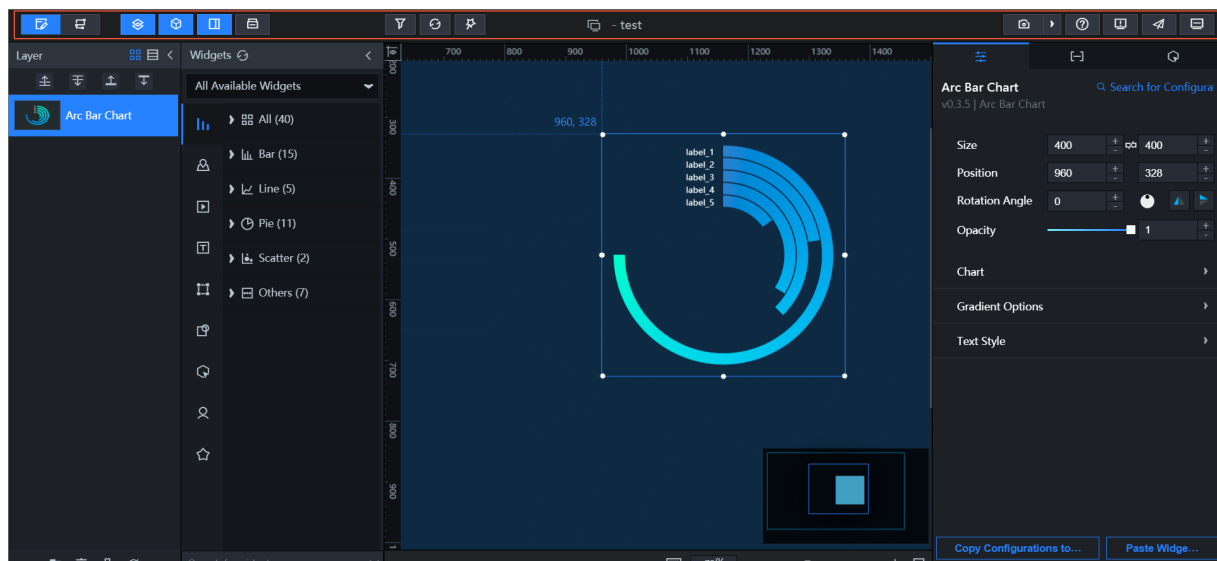 - test
Layer
Widgets
All Available Widgets
Arc Bar Chart
All (40)
Bar (15)
Line (5)
Pie (11)
Scatter (2)
Others (7)
700
800
900
1000
1100
1200
1300
1400
200
300
400
500
600
700
800
900
960, 328
label_1
label_2
label_3
label_4
label_5
Arc Bar Chart
Search for Configura
v0.3.5 | Arc Bar Chart
Size 400 400
Position 960 328
Rotation Angle 0
Opacity 1
Chart
Gradient Options
Text Style
Copy Configurations to...
Paste Widge...